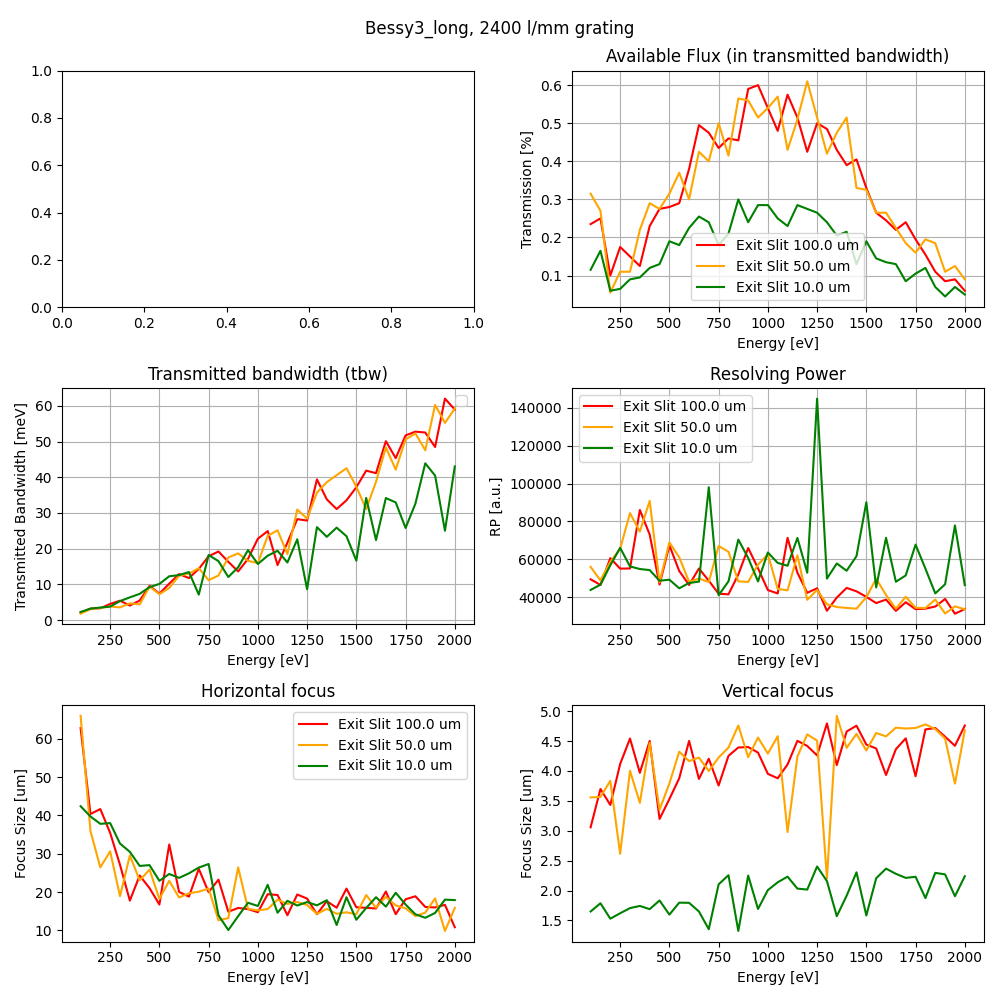 Bessy3_long, 2400 l/mm grating
1.0
0.8
0.6
0.4
0.2
0.0
0.0 0.2 0.4 0.6 0.8 1.0
Available Flux (in transmitted bandwidth)
Transmission [%]
0.6
0.5
0.4
0.3
0.2
0.1
Exit Slit 100.0 um
Exit Slit 50.0 um
Exit Slit 10.0 um
250 500 750 1000 1250 1500 1750 2000
Energy [eV]
Transmitted bandwidth (tbw)
Transmitted Bandwidth [meV]
60
50
40
30
20
10
0
250 500 750 1000 1250 1500 1750 2000
Energy [eV]
Resolving Power
RP [a.u.]
140000
120000
100000
80000
60000
40000
Exit Slit 100.0 um
Exit Slit 50.0 um
Exit Slit 10.0 um
250 500 750 1000 1250 1500 1750 2000
Energy [eV]
Horizontal focus
Focus Size [um]
60
50
40
30
20
10
Exit Slit 100.0 um
Exit Slit 50.0 um
Exit Slit 10.0 um
250 500 750 1000 1250 1500 1750 2000
Energy [eV]
Vertical focus
Focus Size [um]
5.0
4.5
4.0
3.5
3.0
2.5
2.0
1.5
250 500 750 1000 1250 1500 1750 2000
Energy [eV]